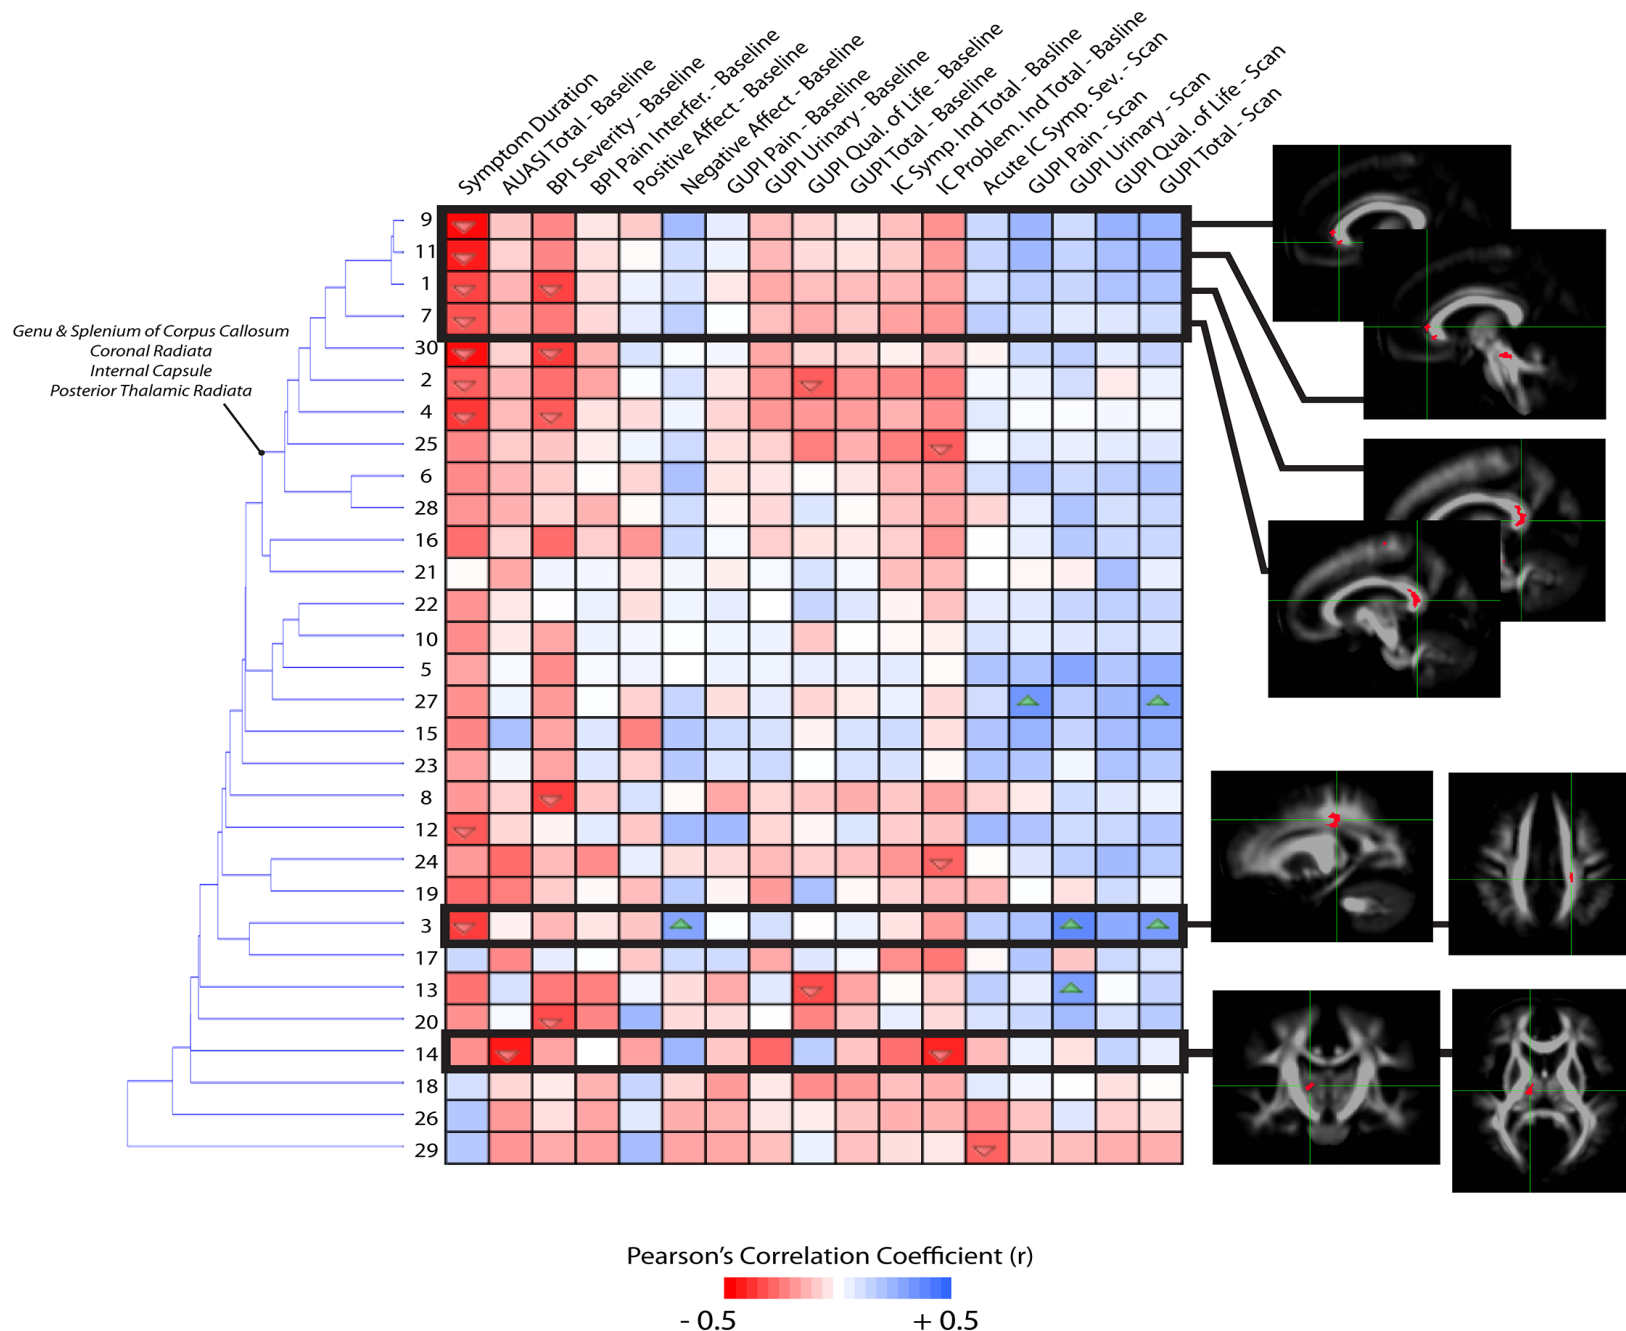 Symptom Duration
AUASI Total - Baseline
BPI Severity - Baseline
BPI Pain Interfer. - Baseline
Positive Affect - Baseline
Negative Affect - Baseline
GUPI Pain - Baseline
GUPI Urinary - Baseline
GUPI Qual. of Life - Baseline
GUPI Total - Baseline
IC Symp. Ind Total - Basline
IC Problem. Ind Total - Basline
Acute IC Symp. Sev. - Scan
GUPI Pain - Scan
GUPI Urinary - Scan
GUPI Qual. of Life - Scan
GUPI Total - Scan
9
11
1
7
Genu & Splenium of Corpus Callosum
Coronal Radiata
Internal Capsule
Posterior Thalamic Radiata
30
2
4
25
6
28
16
21
22
10
5
27
15
23
8
12
24
19
3
17
13
20
14
18
26
29
Pearson's Correlation Coefficient (r)
- 0.5 + 0.5